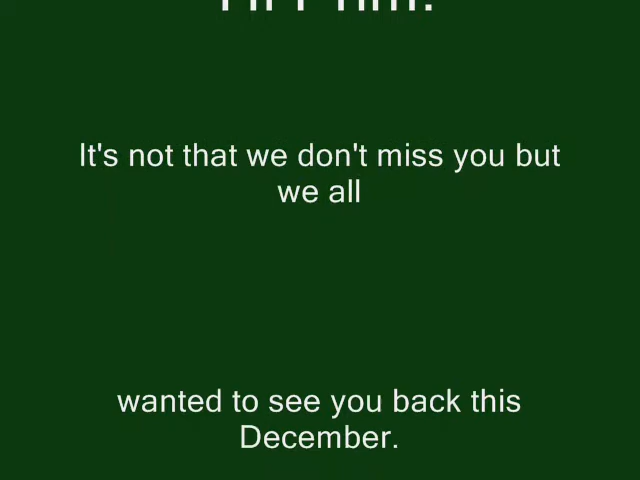 It's not that we don't miss you but
we all
wanted to see you back this
December.